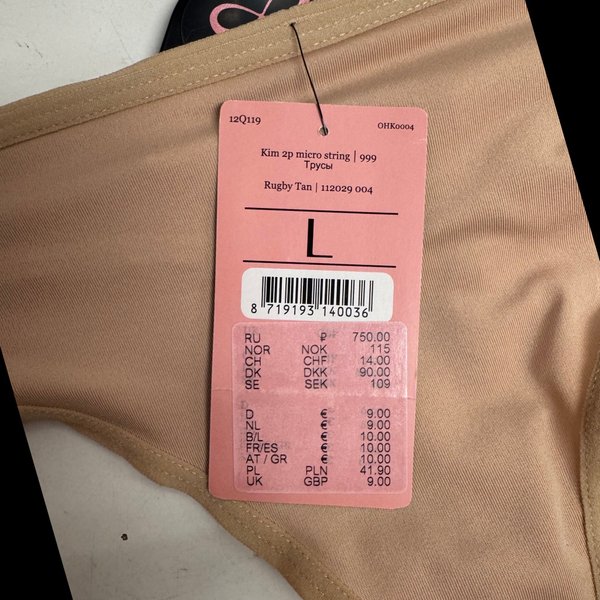 12Q119 OHK0004
Kim 2p micro string | 999
Трусы
Rugby Tan | 112029 004
L
8 719193 140036
RU ₽ 750.00
NOR NOK 115
CH CHF 14.00
DK DKK 90.00
SE SEK 109
D € 9.00
NL € 9.00
B/L € 10.00
FR/ES € 10.00
AT / GR € 10.00
PL PLN 41.90
UK GBP 9.00